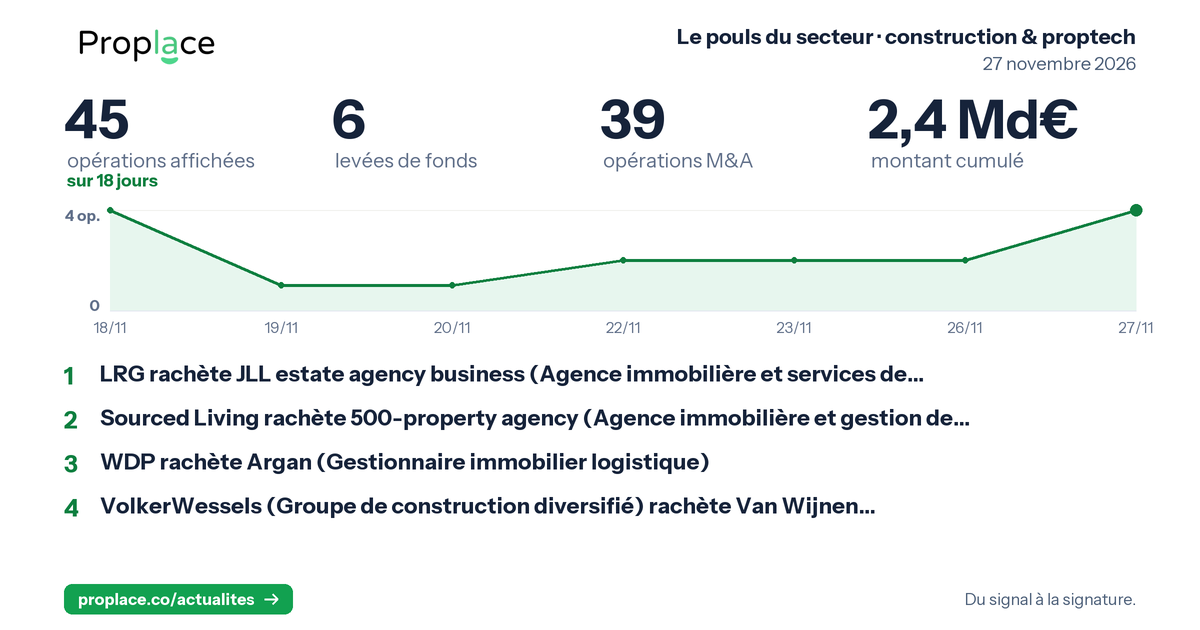 Proplace
Le pouls du secteur · construction & proptech
27 novembre 2026
45
opérations affichées
sur 18 jours
6
levées de fonds
39
opérations M&A
2,4 Md€
montant cumulé
4 op.
0
18/11
19/11
20/11
22/11
23/11
26/11
27/11
1 LRG rachète JLL estate agency business (Agence immobilière et services de...
2 Sourced Living rachète 500-property agency (Agence immobilière et gestion de...
3 WDP rachète Argan (Gestionnaire immobilier logistique)
4 VolkerWessels (Groupe de construction diversifié) rachète Van Wijnen...
proplace.co/actualites →
Du signal à la signature.